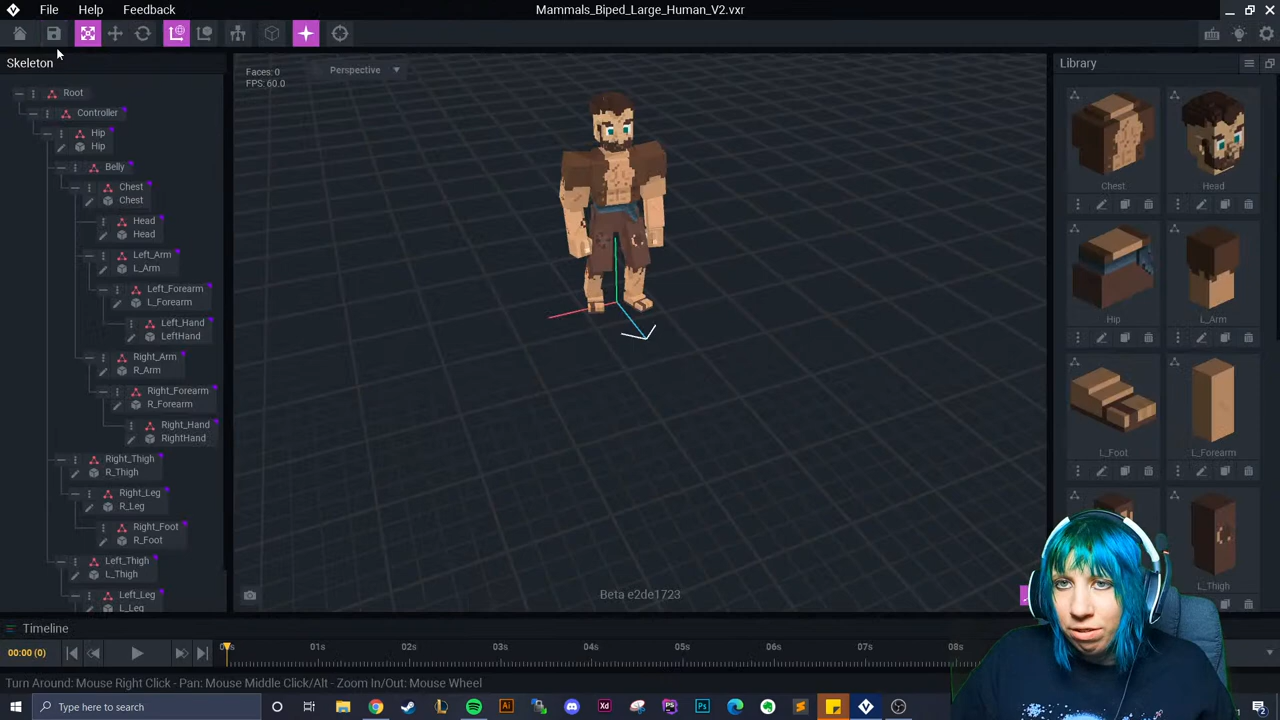 File
Help
Feedback
Mammals_Biped_Large_Human_V2.vxr
Skeleton
Faces: 0
FPS: 60.0
Perspective
Library
Root
Controller
Hip
Hip
Belly
Chest
Chest
Head
Head
Left_Arm
L_Arm
Left_Forearm
L_Forearm
Left_Hand
LeftHand
Right_Arm
R_Arm
Right_Forearm
R_Forearm
Right_Hand
RightHand
Right_Thigh
R_Thigh
Right_Leg
R_Leg
Right_Foot
R_Foot
Left_Thigh
L_Thigh
Left_Leg
L_Leg
Chest
Head
Hip
L_Arm
L_Foot
L_Forearm
L_Thigh
Beta e2de1723
Timeline
00:00 (0)
01s
02s
03s
04s
05s
06s
07s
08s
Turn Around: Mouse Right Click - Pan: Mouse Middle Click/Alt - Zoom In/Out: Mouse Wheel
Type here to search